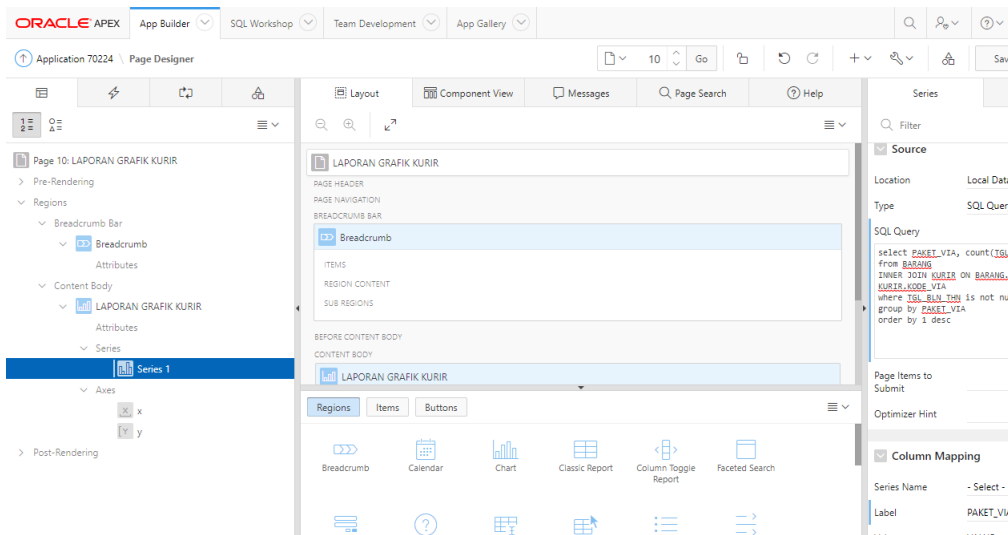 ORACLE APEX App Builder SQL Workshop Team Development App Gallery
Application 70224 \ Page Designer 10 Go
Layout Component View Messages Page Search Help Series
Filter
Page 10: LAPORAN GRAFIK KURIR
Pre-Rendering
Regions
Breadcrumb Bar
Breadcrumb
Attributes
Content Body
LAPORAN GRAFIK KURIR
Attributes
Series
Series 1
Axes
x
y
Post-Rendering
LAPORAN GRAFIK KURIR
PAGE HEADER
PAGE NAVIGATION
BREADCRUMB BAR
Breadcrumb
ITEMS
REGION CONTENT
SUB REGIONS
BEFORE CONTENT BODY
CONTENT BODY
LAPORAN GRAFIK KURIR
Regions Items Buttons
Breadcrumb Calendar Chart Classic Report Column Toggle Report Faceted Search
Source
Location Local Data
Type SQL Quer
SQL Query
select PAKET_VIA, count(TGL
from BARANG
INNER JOIN KURIR ON BARANG.
KURIR.KODE_VIA
where TGL_BLN_THN is not nu
group by PAKET_VIA
order by 1 desc
Page Items to
Submit
Optimizer Hint
Column Mapping
Series Name - Select -
Label PAKET_VIA